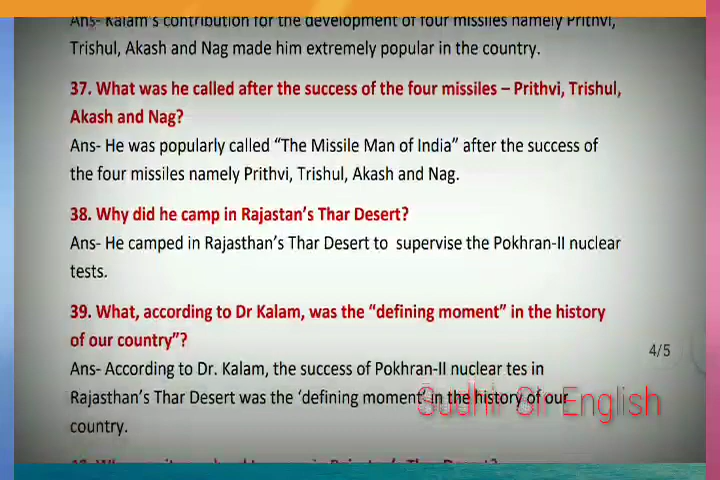 Ans- Kalam's contribution for the development of four missiles namely Prithvi,
Trishul, Akash and Nag made him extremely popular in the country.
37. What was he called after the success of the four missiles – Prithvi, Trishul,
Akash and Nag?
Ans- He was popularly called “The Missile Man of India” after the success of
the four missiles namely Prithvi, Trishul, Akash and Nag.
38. Why did he camp in Rajastan's Thar Desert?
Ans- He camped in Rajasthan's Thar Desert to supervise the Pokhran-II nuclear
tests.
39. What, according to Dr Kalam, was the “defining moment” in the history
of our country”?
4/5
Ans- According to Dr. Kalam, the success of Pokhran-II nuclear tes in
Rajasthan's Thar Desert was the ‘defining moment’ in the history of our
Sudhir Sir English
country.